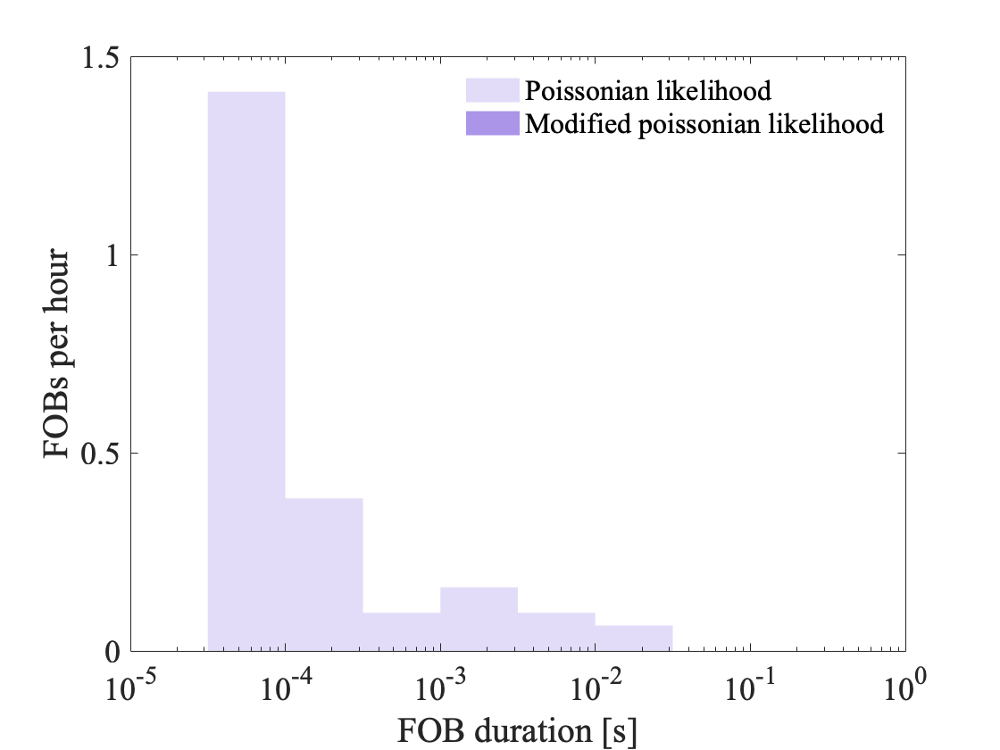 1.5
1
0.5
0
FOBs per hour
Poissonian likelihood
Modified poissonian likelihood
10^-5 10^-4 10^-3 10^-2 10^-1 10^0
FOB duration [s]